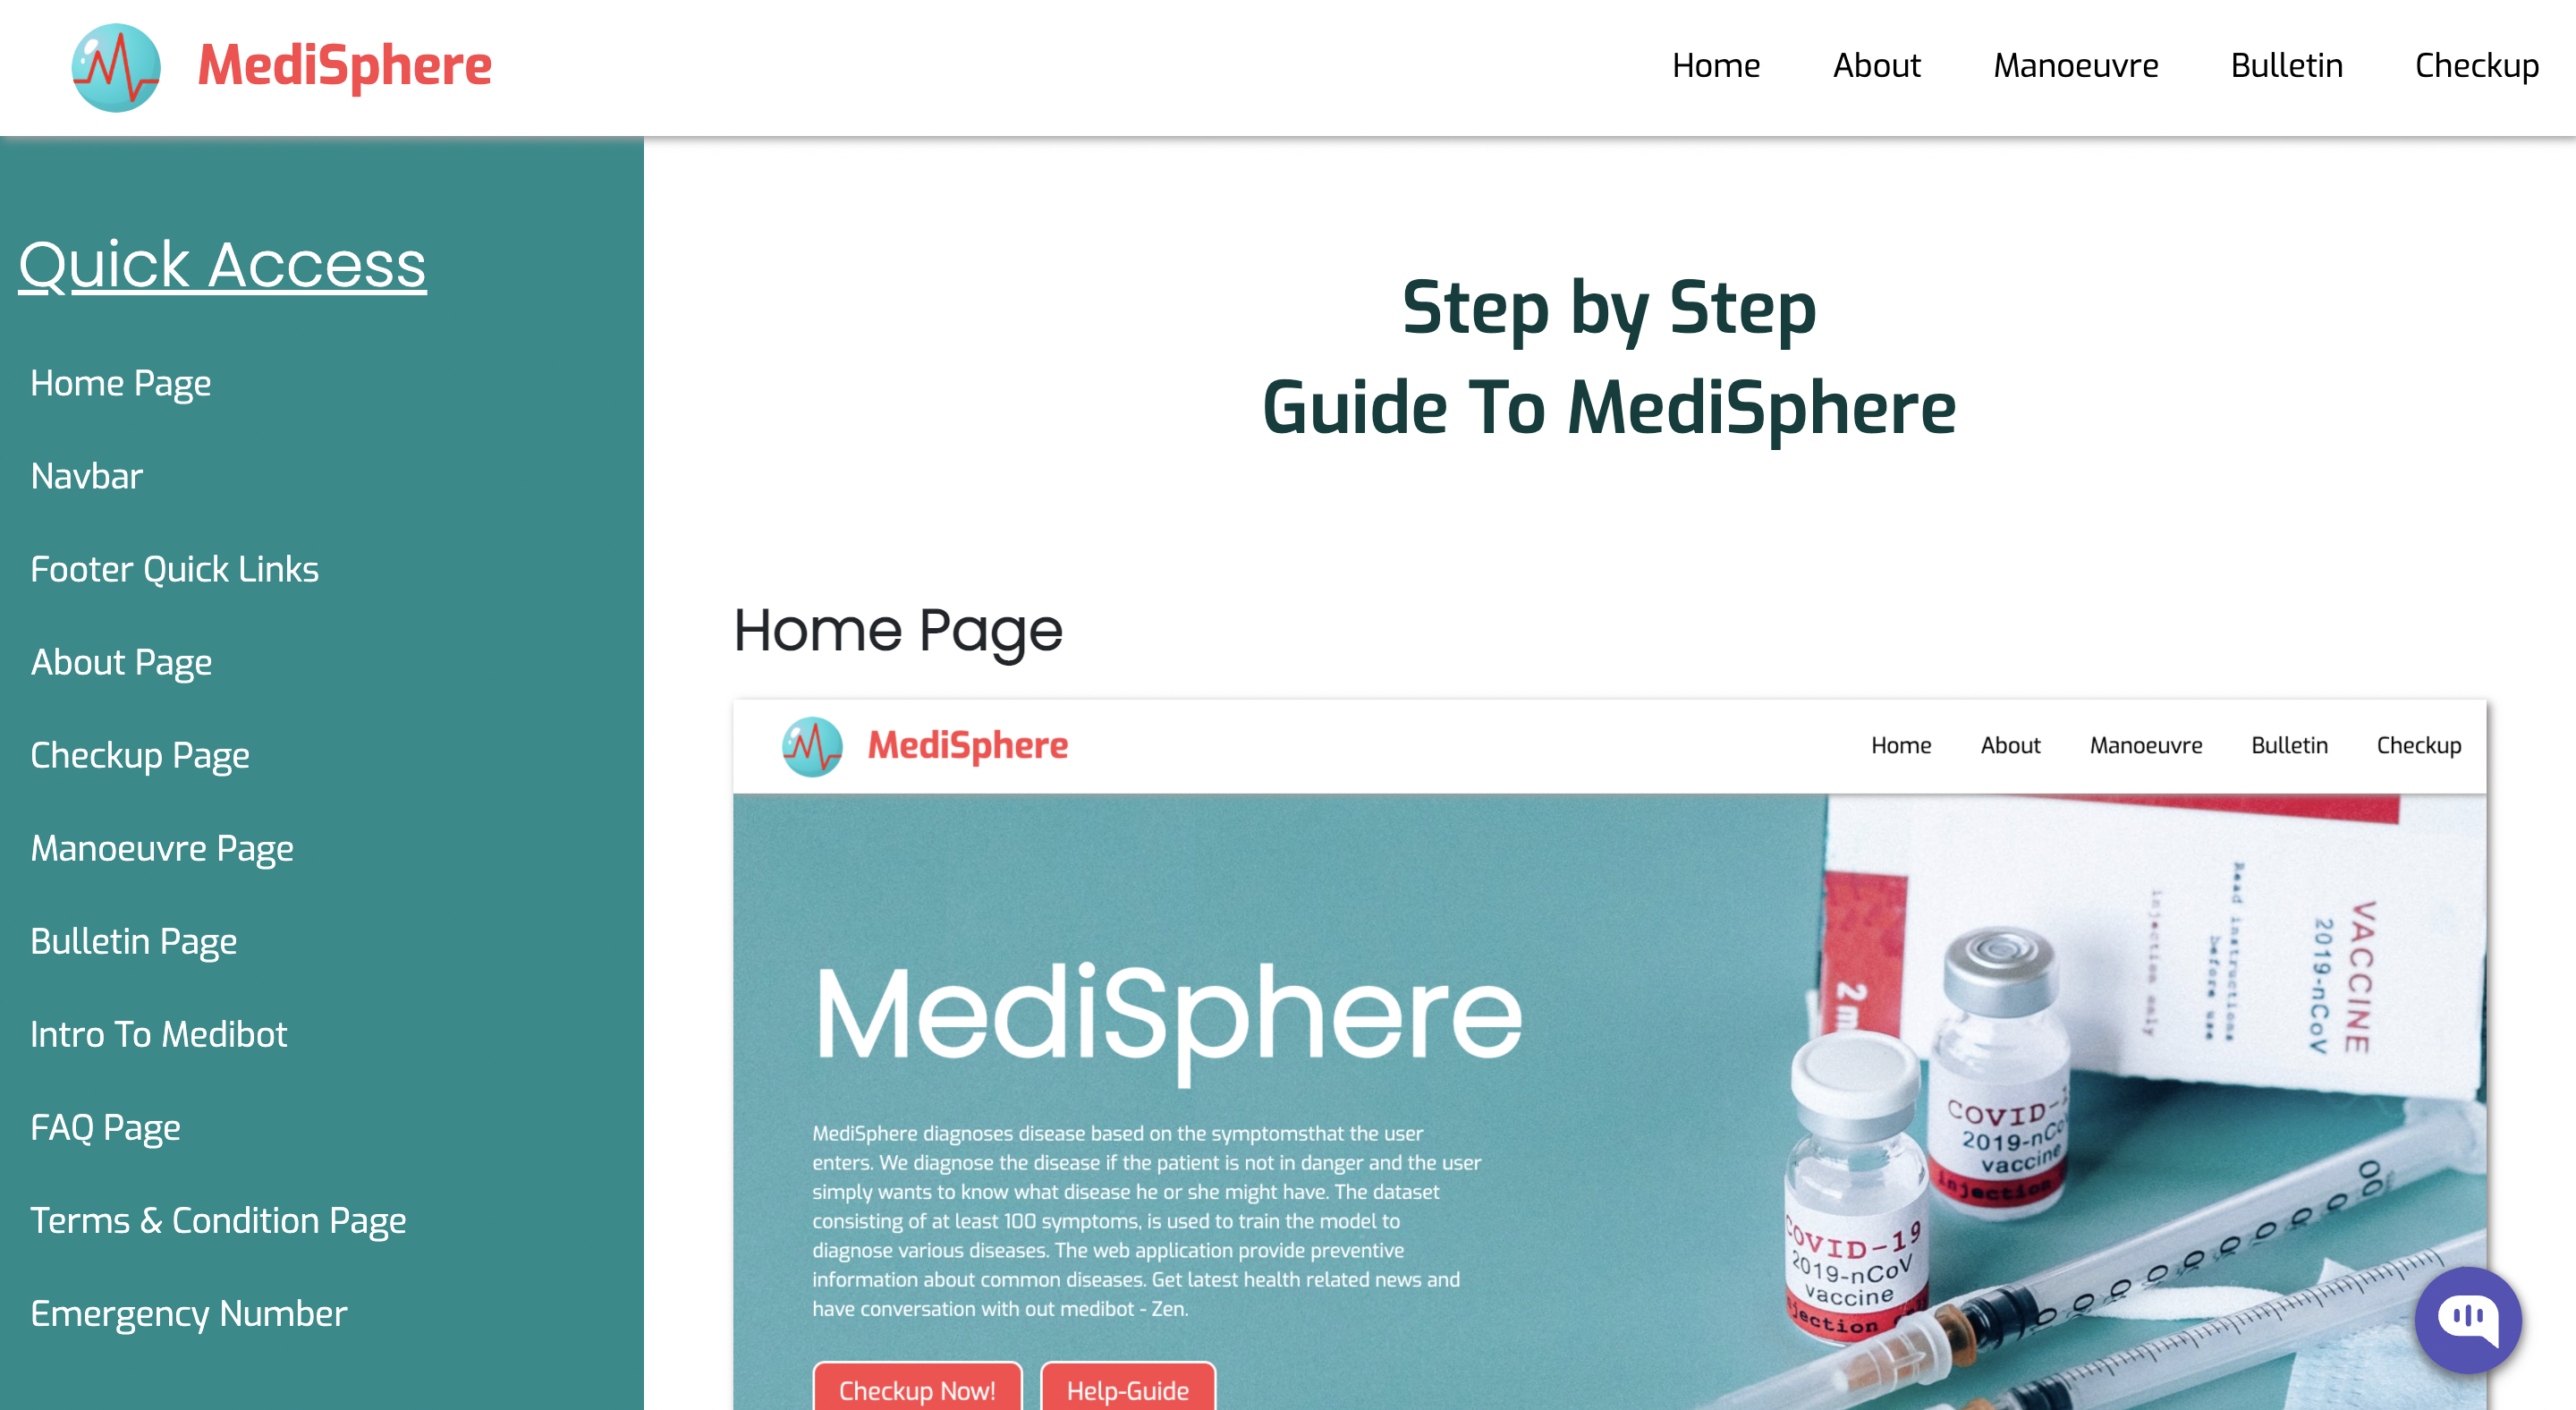 MediSphere
Home About Manoeuvre Bulletin Checkup
Quick Access
Home Page
Navbar
Footer Quick Links
About Page
Checkup Page
Manoeuvre Page
Bulletin Page
Intro To Medibot
FAQ Page
Terms & Condition Page
Emergency Number
Step by Step
Guide To MediSphere
Home Page
MediSphere
Home About Manoeuvre Bulletin Checkup
MediSphere
MediSphere diagnoses disease based on the symptomsthat the user
enters. We diagnose the disease if the patient is not in danger and the user
simply wants to know what disease he or she might have. The dataset
consisting of at least 100 symptoms, is used to train the model to
diagnose various diseases. The web application provide preventive
information about common diseases. Get latest health related news and
have conversation with out medibot - Zen.
Checkup Now!
Help-Guide
VACCINE
2019-nCoV
Read instructions
before use
injection only
2 m
COVID-1
2019-nCo
vaccine
injection
COVID-19
2019-nCoV
vaccine
jection